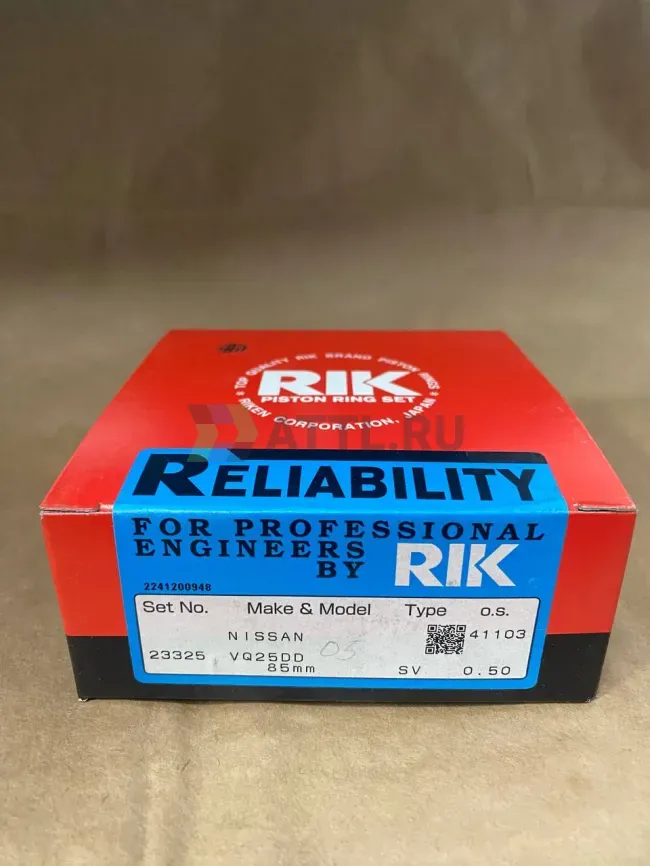 TOP QUALITY RIK BRAND PISTON RINGS
RIK
PISTON RING SET
RIKEN CORPORATION, JAPAN
ATTL.RU
RELIABILITY
FOR PROFESSIONAL
ENGINEERS
BY RIK
2241200948
Set No. Make & Model Type o.s.
NISSAN 05 41103
23325 VQ25DD
85mm SV 0.50